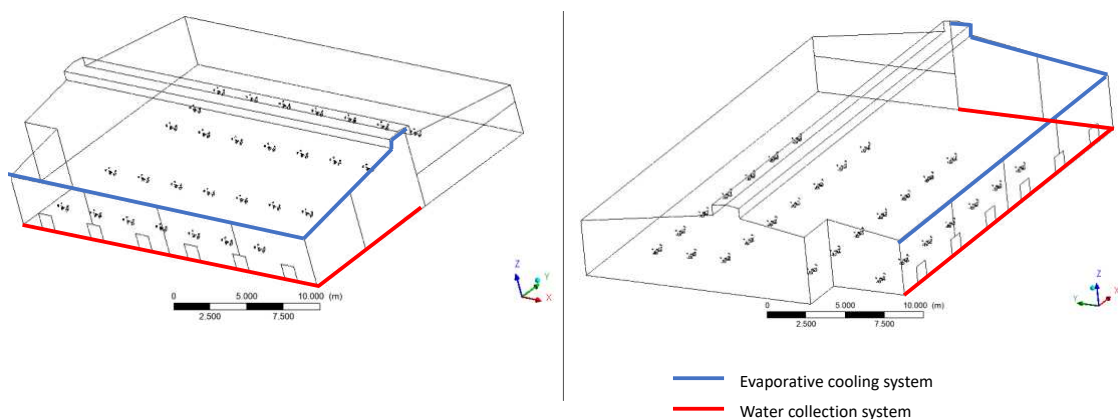 0 5.000 10.000 (m)
2.500 7.500
Z
Y
X
0 5.000 10.000 (m)
2.500 7.500
Z
Y
X
Evaporative cooling system
Water collection system